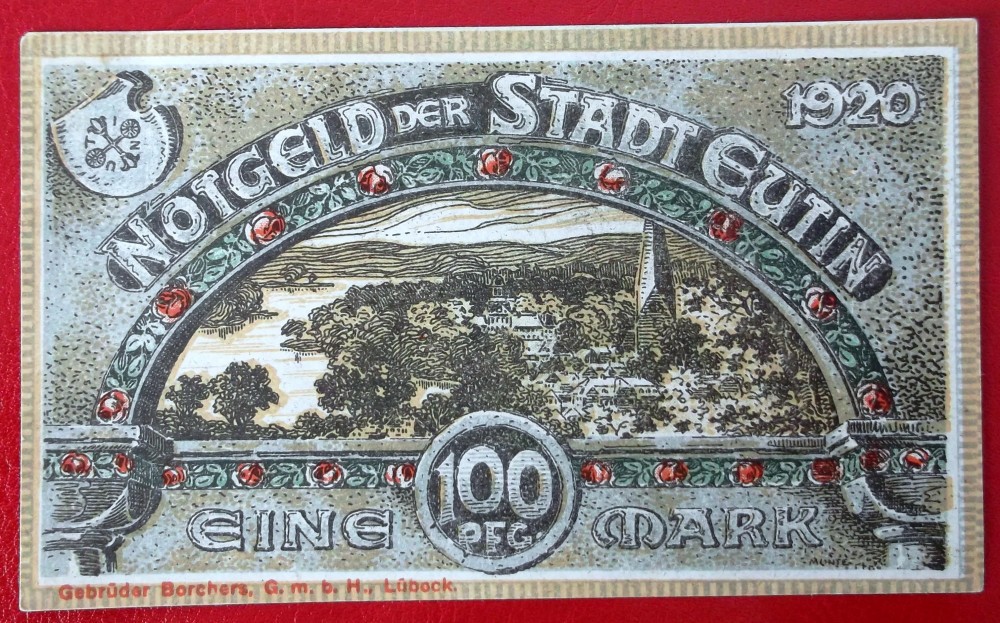 NOTGELD DER STADT EUTIN
1920
100
PFG.
EINE MARK
Gebrüder Borchers, G. m. b. H., Lübeck.